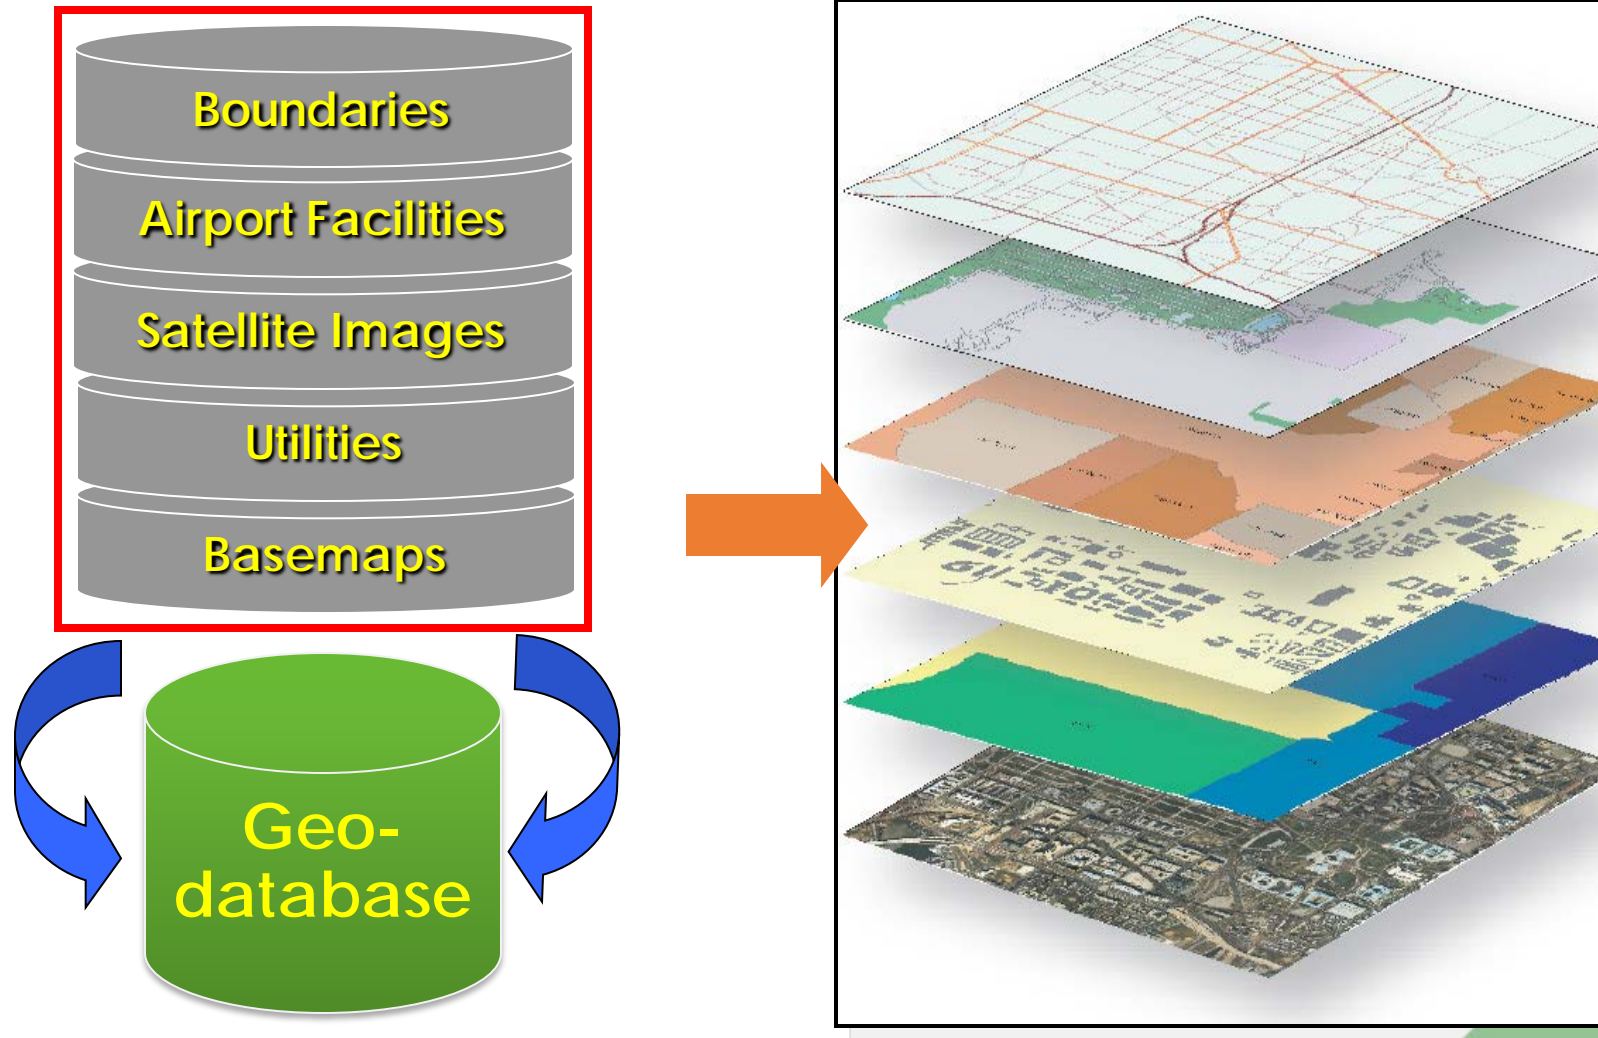 Boundaries
Airport Facilities
Satellite Images
Utilities
Basemaps
Geo-
database